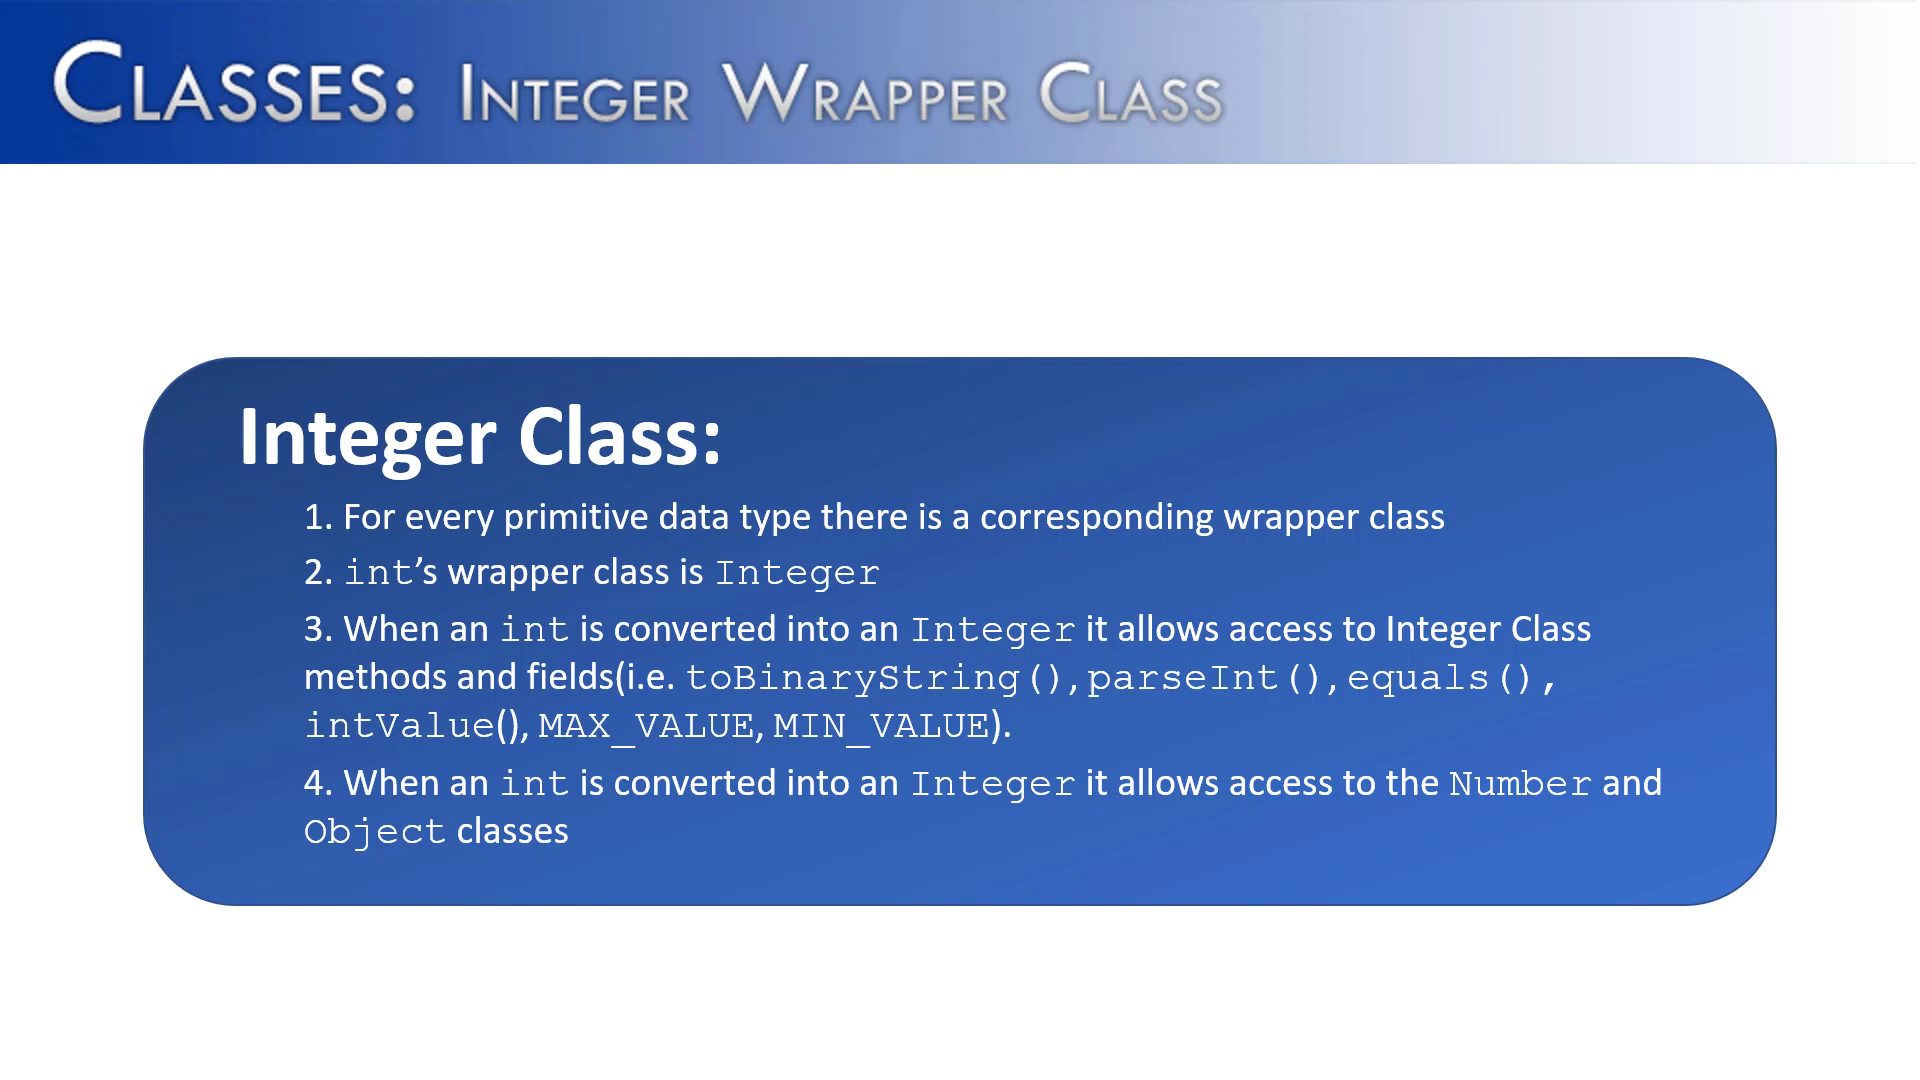 Classes: Integer Wrapper Class
Integer Class:
1. For every primitive data type there is a corresponding wrapper class
2. int’s wrapper class is Integer
3. When an int is converted into an Integer it allows access to Integer Class
methods and fields(i.e. toBinaryString(), parseInt(), equals(),
intValue(), MAX_VALUE, MIN_VALUE).
4. When an int is converted into an Integer it allows access to the Number and
Object classes